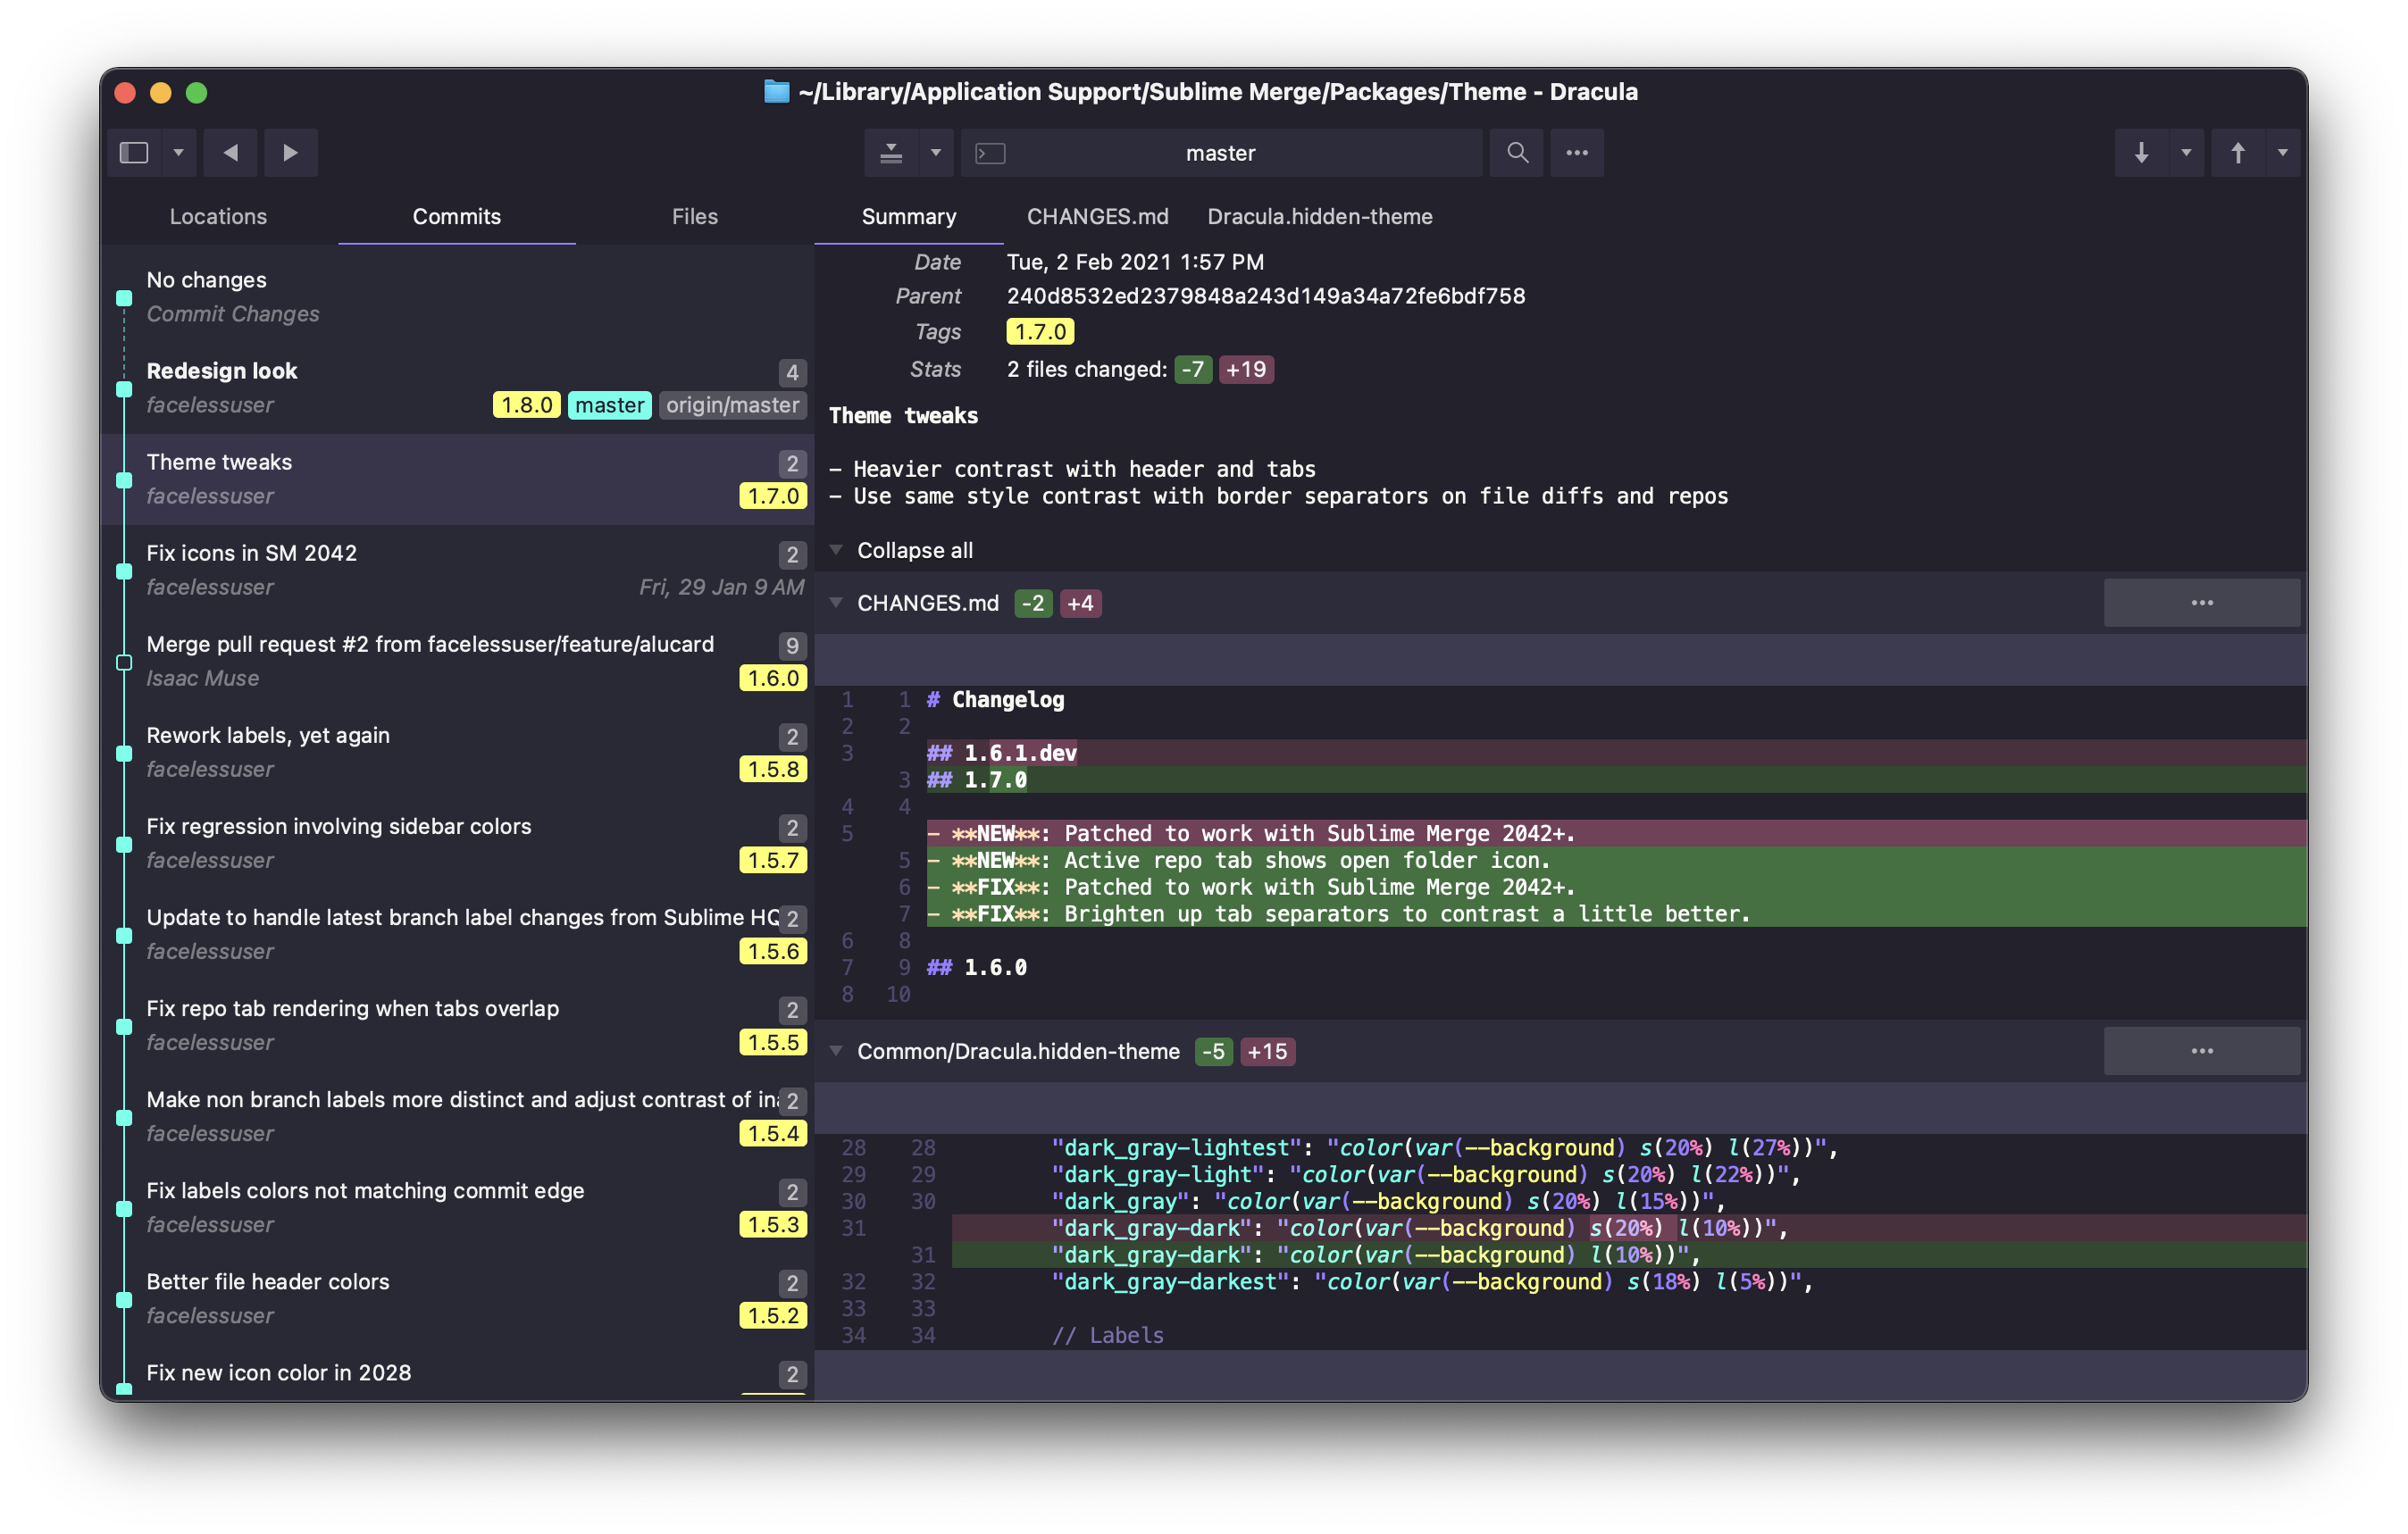 ~/Library/Application Support/Sublime Merge/Packages/Theme - Dracula
master
Locations Commits Files
No changes
Commit Changes
Redesign look 4
facelessuser 1.8.0 master origin/master
Theme tweaks 2
facelessuser 1.7.0
Fix icons in SM 2042 2
facelessuser Fri, 29 Jan 9 AM
Merge pull request #2 from facelessuser/feature/alucard 9
Isaac Muse 1.6.0
Rework labels, yet again 2
facelessuser 1.5.8
Fix regression involving sidebar colors 2
facelessuser 1.5.7
Update to handle latest branch label changes from Sublime HQ 2
facelessuser 1.5.6
Fix repo tab rendering when tabs overlap 2
facelessuser 1.5.5
Make non branch labels more distinct and adjust contrast of in 2
facelessuser 1.5.4
Fix labels colors not matching commit edge 2
facelessuser 1.5.3
Better file header colors 2
facelessuser 1.5.2
Fix new icon color in 2028 2
Summary CHANGES.md Dracula.hidden-theme
Date Tue, 2 Feb 2021 1:57 PM
Parent 240d8532ed2379848a243d149a34a72fe6bdf758
Tags 1.7.0
Stats 2 files changed: -7 +19
Theme tweaks
- Heavier contrast with header and tabs
- Use same style contrast with border separators on file diffs and repos
Collapse all
CHANGES.md -2 +4
1 1 # Changelog
2 2
3 ## 1.6.1.dev
3 ## 1.7.0
4 4
5 - **NEW**: Patched to work with Sublime Merge 2042+.
5 - **NEW**: Active repo tab shows open folder icon.
6 - **FIX**: Patched to work with Sublime Merge 2042+.
7 - **FIX**: Brighten up tab separators to contrast a little better.
6 8
7 9 ## 1.6.0
8 10
Common/Dracula.hidden-theme -5 +15
28 28 "dark_gray-lightest": "color(var(--background) s(20%) l(27%))",
29 29 "dark_gray-light": "color(var(--background) s(20%) l(22%))",
30 30 "dark_gray": "color(var(--background) s(20%) l(15%))",
31 "dark_gray-dark": "color(var(--background) s(20%) l(10%))",
31 "dark_gray-dark": "color(var(--background) l(10%))",
32 32 "dark_gray-darkest": "color(var(--background) s(18%) l(5%))",
33 33
34 34 // Labels